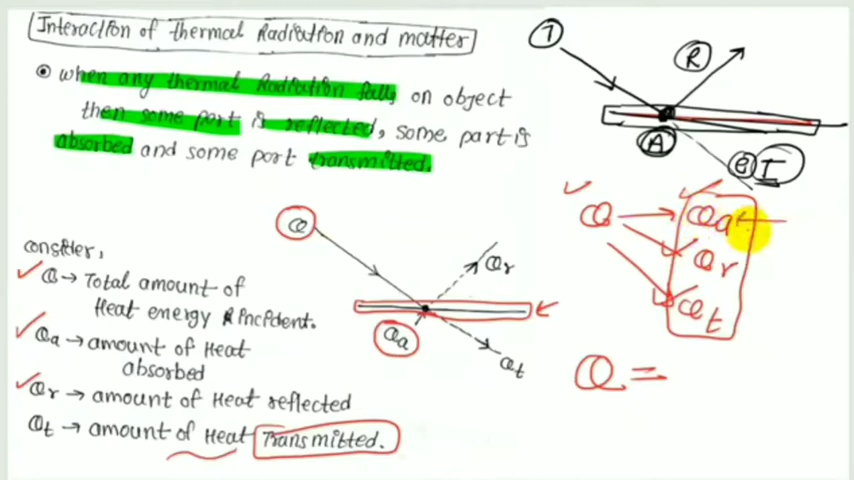 Interaction of thermal Radiation and matter
when any thermal Radiation falls on object
then some part is reflected, some part is
absorbed and some part transmitted.
consider,
Q → Total amount of
Heat energy Incident.
Qa → amount of Heat
absorbed
Qr → amount of Heat reflected
Qt → amount of Heat Transmitted.
Q
Qr
Qa
Qt
R
A
I
Q → Qa
Qr
Qt
Q =